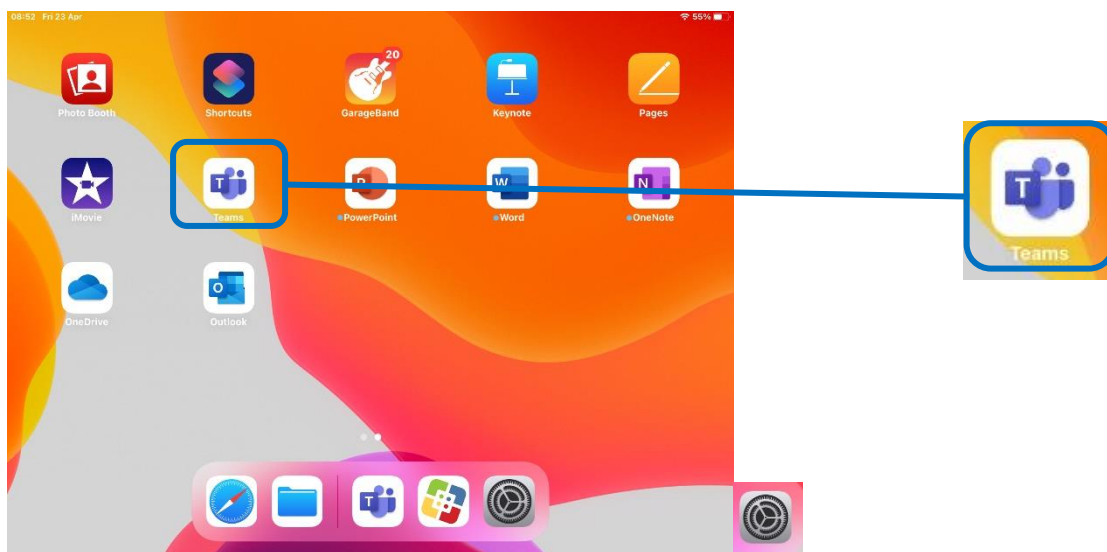 08:52 Fri 23 Apr
55%
20
Photo Booth
Shortcuts
GarageBand
Keynote
Pages
T
P
W
N
iMovie
Teams
PowerPoint
Word
OneNote
T
Teams
O
OneDrive
Outlook
T